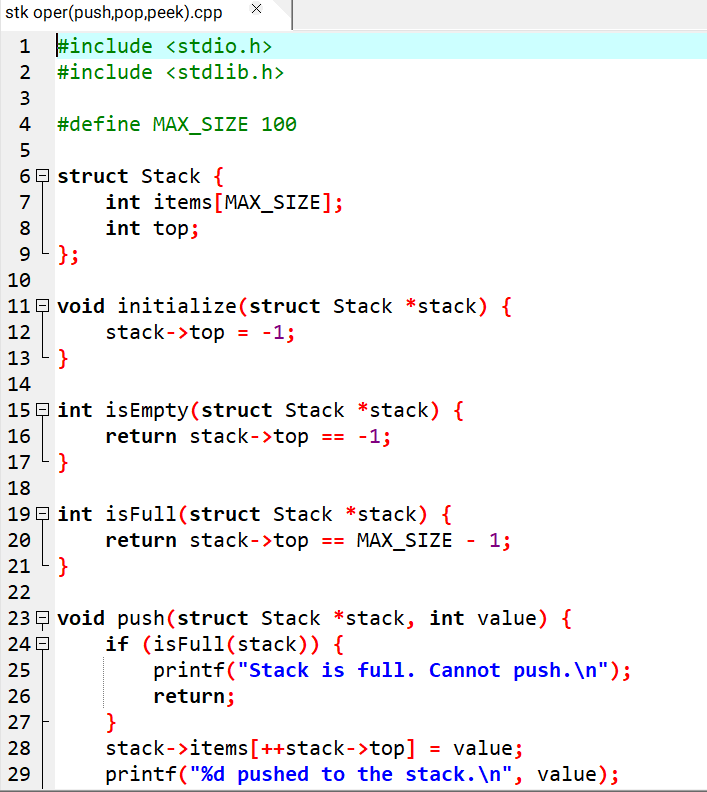 stk oper(push,pop,peek).cpp ×
1 #include <stdio.h>
2 #include <stdlib.h>
3
4 #define MAX_SIZE 100
5
6 struct Stack {
7     int items[MAX_SIZE];
8     int top;
9 };
10
11 void initialize(struct Stack *stack) {
12     stack->top = -1;
13 }
14
15 int isEmpty(struct Stack *stack) {
16     return stack->top == -1;
17 }
18
19 int isFull(struct Stack *stack) {
20     return stack->top == MAX_SIZE - 1;
21 }
22
23 void push(struct Stack *stack, int value) {
24     if (isFull(stack)) {
25         printf("Stack is full. Cannot push.\n");
26         return;
27     }
28     stack->items[++stack->top] = value;
29     printf("%d pushed to the stack.\n", value);